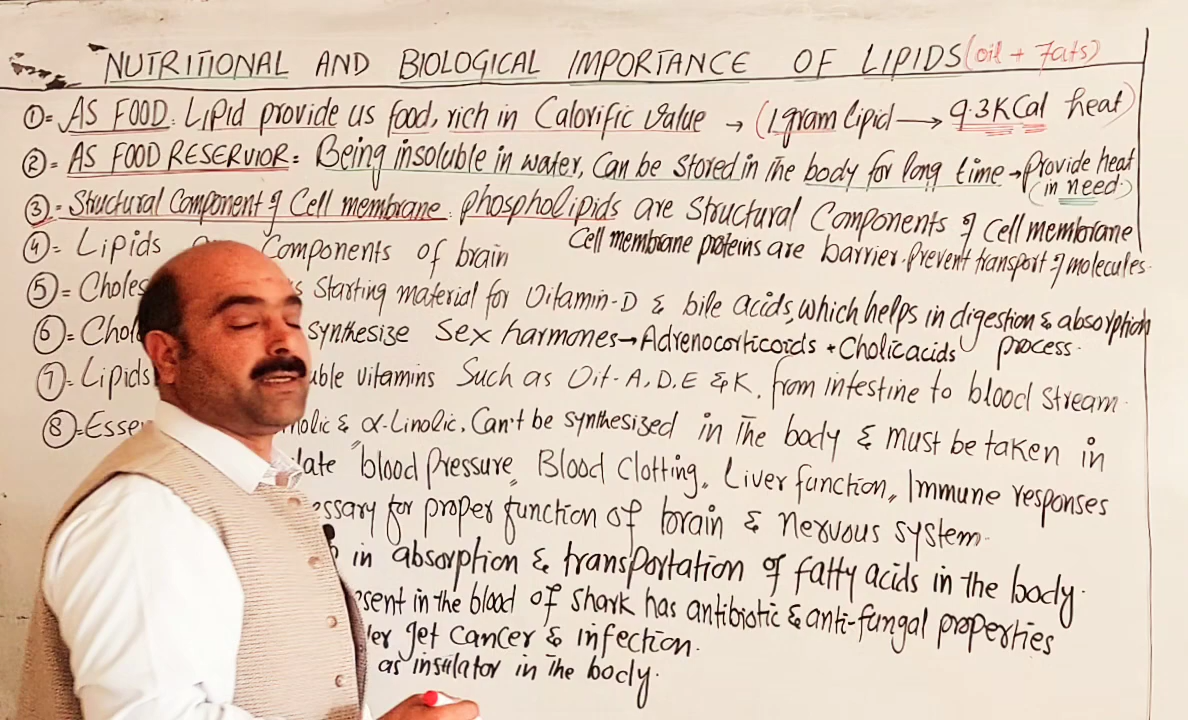 NUTRITIONAL AND BIOLOGICAL IMPORTANCE OF LIPIDS (oil + Fats)
①= AS FOOD: Lipid provide us food, rich in Calorific Value → (1gram lipid → 9.3KCal heat)
②= AS FOOD RESERVIOR: Being insoluble in water, Can be stored in the body for long time → Provide heat
(in need.)
③= Structural Component of Cell membrane: phospholipids are structural Components of Cell membrane
Cell membrane proteins are barrier. Prevent transport of molecules.
④= Lipids Components of brain
⑤= Choles Starting material for Vitamin-D & bile acids, which helps in digestion & absorption
process.
⑥= Chol synthesize Sex harmones → Adrenocorticoids + Cholicacids
⑦= Lipids uble vitamins Such as Vit-A, D, E & K, from intestine to blood stream.
⑧= Esse nolic & α-Linolic, Can't be synthesized in the body & must be taken in
late blood Pressure, Blood Clotting, Liver function, Immune responses
essary for proper function of brain & nervous system.
in absorption & transportation of fatty acids in the body.
esent in the blood of shark has antibiotic & anti-fungal properties
ver get cancer & infection.
as insulator in the body.